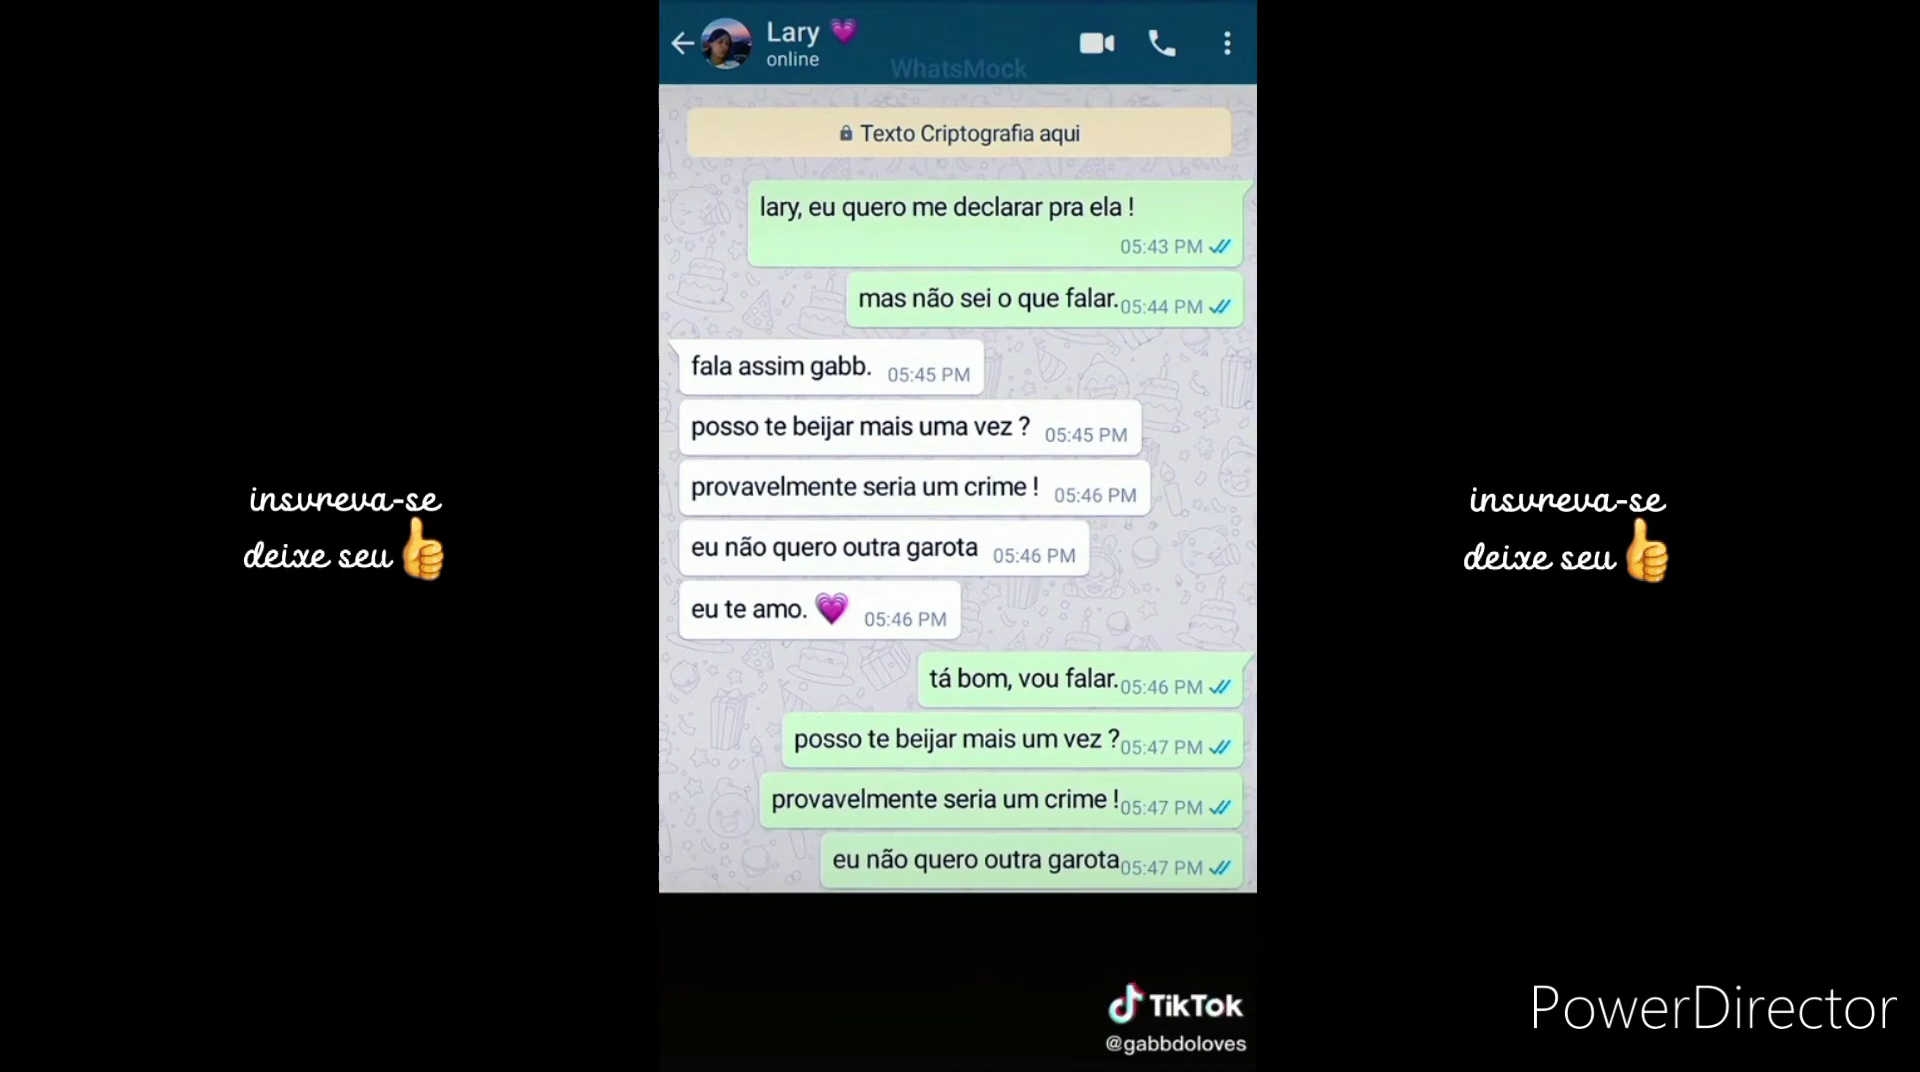 Lary 💗
online
WhatsMock
Texto Criptografia aqui
lary, eu quero me declarar pra ela !
05:43 PM
mas não sei o que falar. 05:44 PM
fala assim gabb. 05:45 PM
posso te beijar mais uma vez ? 05:45 PM
provavelmente seria um crime ! 05:46 PM
eu não quero outra garota 05:46 PM
eu te amo. 💗 05:46 PM
tá bom, vou falar. 05:46 PM
posso te beijar mais um vez ? 05:47 PM
provavelmente seria um crime ! 05:47 PM
eu não quero outra garota 05:47 PM
insvreva-se
deixe seu 👍
insvreva-se
deixe seu 👍
TikTok
@gabbdoloves
PowerDirector